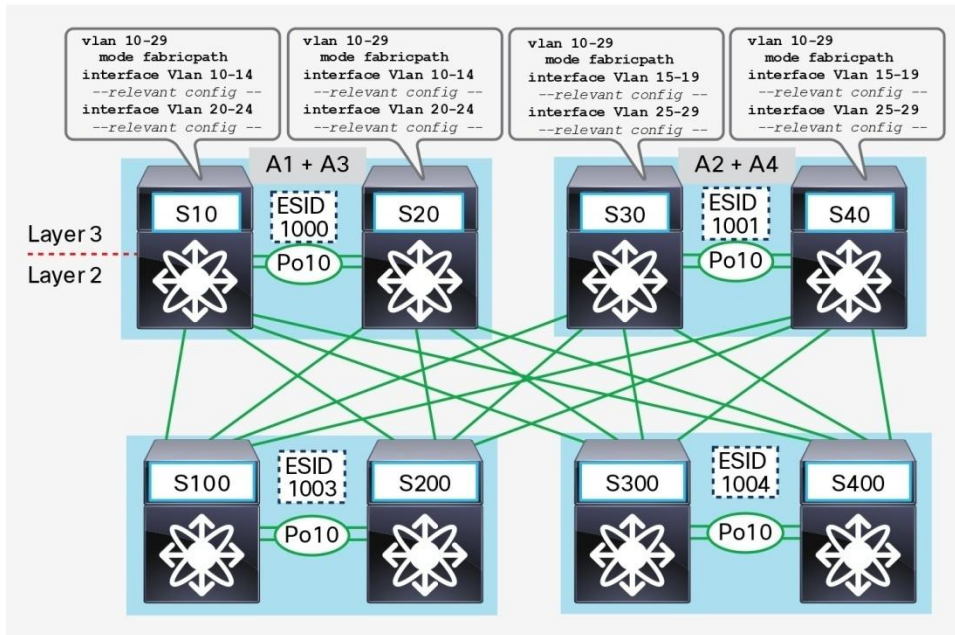 vlan 10-29
mode fabricpath
interface Vlan 10-14
--relevant config --
interface Vlan 20-24
--relevant config --
vlan 10-29
mode fabricpath
interface Vlan 10-14
--relevant config --
interface Vlan 20-24
--relevant config --
vlan 10-29
mode fabricpath
interface Vlan 15-19
--relevant config --
interface Vlan 25-29
--relevant config --
vlan 10-29
mode fabricpath
interface Vlan 15-19
--relevant config --
interface Vlan 25-29
--relevant config --
A1 + A3
A2 + A4
S10
ESID
1000
S20
S30
ESID
1001
S40
Layer 3
Layer 2
Po10
Po10
S100
ESID
1003
S200
S300
ESID
1004
S400
Po10
Po10